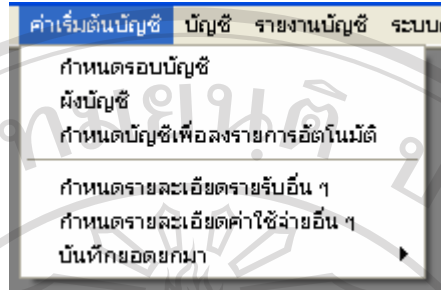 ค่าเริ่มต้นบัญชี บัญชี รายงานบัญชี
กำหนดรอบบัญชี
ผังบัญชี
กำหนดบัญชีเพื่อลงรายการอัตโนมัติ
กำหนดรายละเอียดรายรับอื่น ๆ
กำหนดรายละเอียดค่าใช้จ่ายอื่น ๆ
บันทึกยอดยกมา